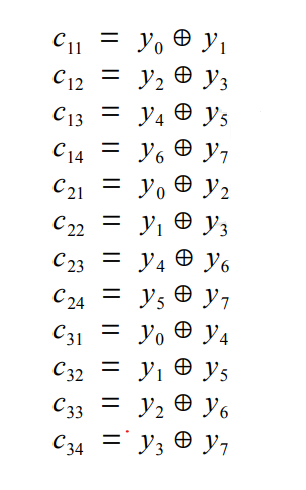 c₁₁ = y₀ ⊕ y₁
c₁₂ = y₂ ⊕ y₃
c₁₃ = y₄ ⊕ y₅
c₁₄ = y₆ ⊕ y₇
c₂₁ = y₀ ⊕ y₂
c₂₂ = y₁ ⊕ y₃
c₂₃ = y₄ ⊕ y₆
c₂₄ = y₅ ⊕ y₇
c₃₁ = y₀ ⊕ y₄
c₃₂ = y₁ ⊕ y₅
c₃₃ = y₂ ⊕ y₆
c₃₄ = y₃ ⊕ y₇